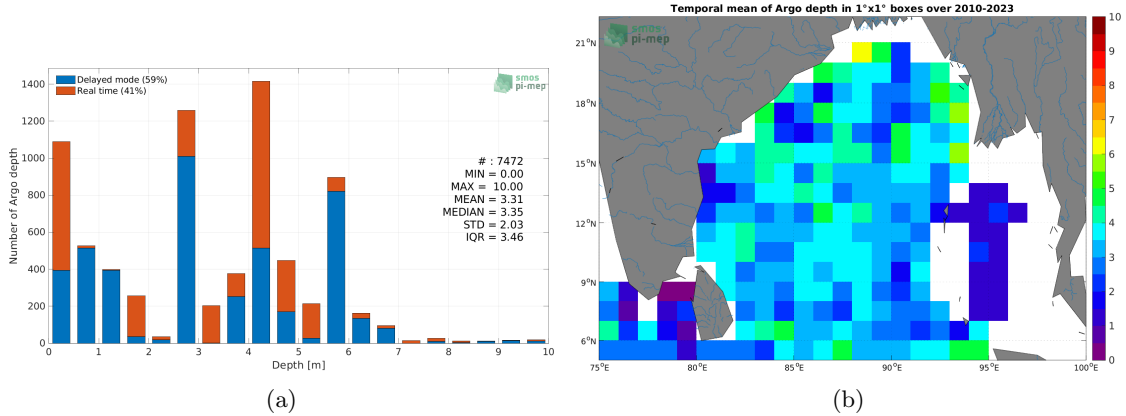 Delayed mode (59%)
Real time (41%)
smos
pi-mep
Number of Argo depth
1400
1200
1000
800
600
400
200
0
# : 7472
MIN = 0.00
MAX = 10.00
MEAN = 3.31
MEDIAN = 3.35
STD = 2.03
IQR = 3.46
0 1 2 3 4 5 6 7 8 9 10
Depth [m]
(a)
Temporal mean of Argo depth in 1°x1° boxes over 2010-2023
smos
pi-mep
21°N
18°N
15°N
12°N
9°N
6°N
75°E 80°E 85°E 90°E 95°E 100°E
10
9
8
7
6
5
4
3
2
1
0
(b)